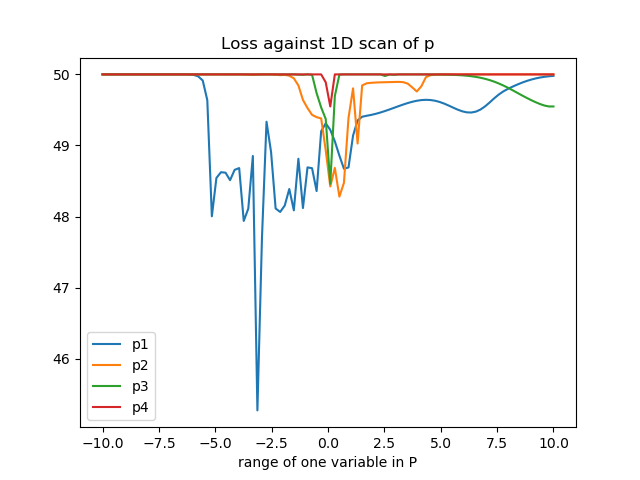 Loss against 1D scan of p
50
49
48
47
46
p1
p2
p3
p4
−10.0 −7.5 −5.0 −2.5 0.0 2.5 5.0 7.5 10.0
range of one variable in P